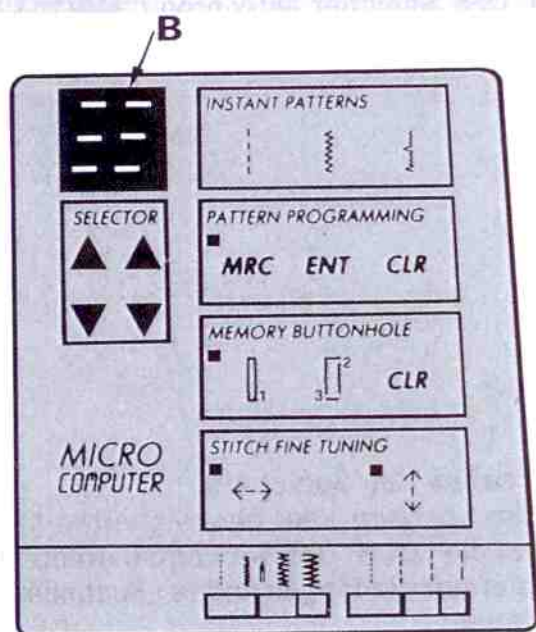 B
INSTANT PATTERNS
SELECTOR
PATTERN PROGRAMMING
MRC ENT CLR
MEMORY BUTTONHOLE
1 3 2 CLR
MICRO
COMPUTER
STITCH FINE TUNING